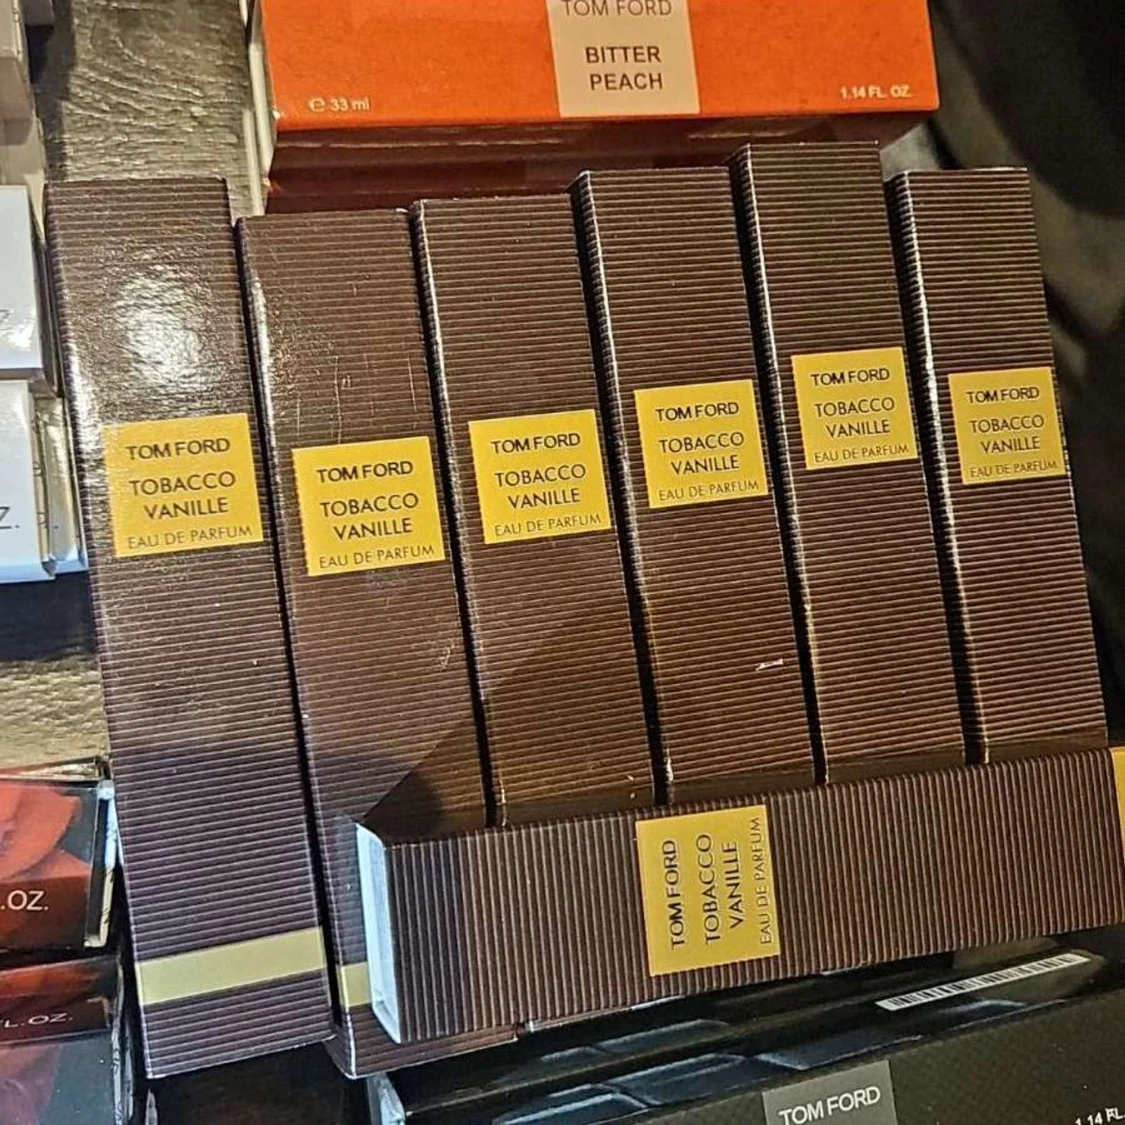 TOM FORD
BITTER
PEACH
℮ 33 ml
1.14 FL. OZ.
TOM FORD
TOBACCO
VANILLE
EAU DE PARFUM
TOM FORD
TOBACCO
VANILLE
EAU DE PARFUM
TOM FORD
TOBACCO
VANILLE
EAU DE PARFUM
TOM FORD
TOBACCO
VANILLE
EAU DE PARFUM
TOM FORD
TOBACCO
VANILLE
EAU DE PARFUM
TOM FORD
TOBACCO
VANILLE
EAU DE PARFUM
TOM FORD
TOBACCO
VANILLE
EAU DE PARFUM
.OZ.
L.OZ.
TOM FORD
1.14 FL.